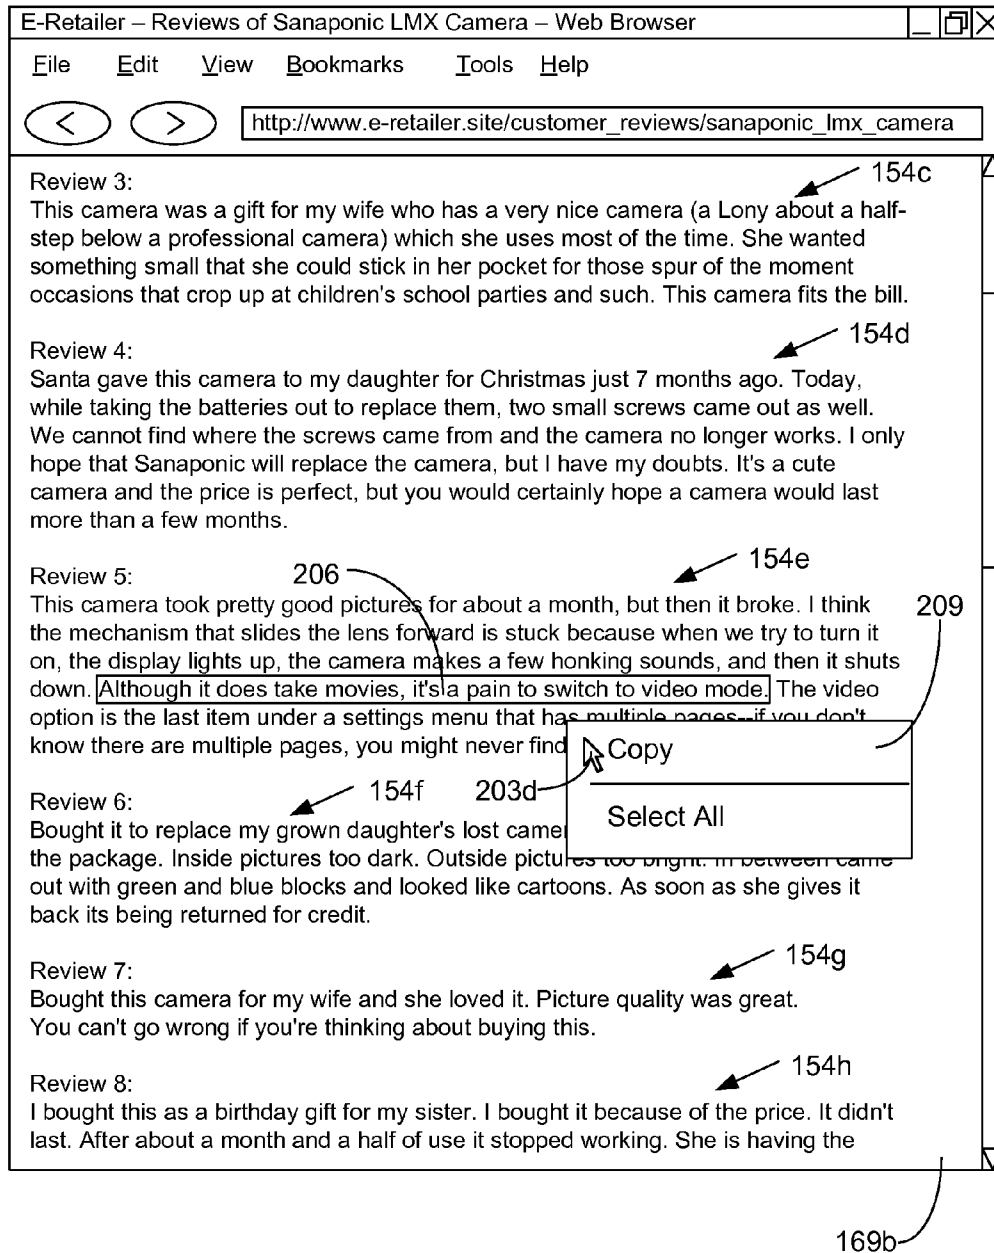 E-Retailer – Reviews of Sanaponic LMX Camera – Web Browser
File Edit View Bookmarks Tools Help
< >
http://www.e-retailer.site/customer_reviews/sanaponic_lmx_camera
154c
Review 3:
This camera was a gift for my wife who has a very nice camera (a Lony about a half-
step below a professional camera) which she uses most of the time. She wanted
something small that she could stick in her pocket for those spur of the moment
occasions that crop up at children's school parties and such. This camera fits the bill.
154d
Review 4:
Santa gave this camera to my daughter for Christmas just 7 months ago. Today,
while taking the batteries out to replace them, two small screws came out as well.
We cannot find where the screws came from and the camera no longer works. I only
hope that Sanaponic will replace the camera, but I have my doubts. It's a cute
camera and the price is perfect, but you would certainly hope a camera would last
more than a few months.
154e
Review 5:
206
This camera took pretty good pictures for about a month, but then it broke. I think
209
the mechanism that slides the lens forward is stuck because when we try to turn it
on, the display lights up, the camera makes a few honking sounds, and then it shuts
down. Although it does take movies, it's a pain to switch to video mode. The video
option is the last item under a settings menu that has multiple pages--if you don't
know there are multiple pages, you might never find
Copy
203d
Select All
154f
Review 6:
Bought it to replace my grown daughter's lost
the package. Inside pictures too dark. Outside pictures too bright. In between came
out with green and blue blocks and looked like cartoons. As soon as she gives it
back its being returned for credit.
154g
Review 7:
Bought this camera for my wife and she loved it. Picture quality was great.
You can't go wrong if you're thinking about buying this.
154h
Review 8:
I bought this as a birthday gift for my sister. I bought it because of the price. It didn't
last. After about a month and a half of use it stopped working. She is having the
169b